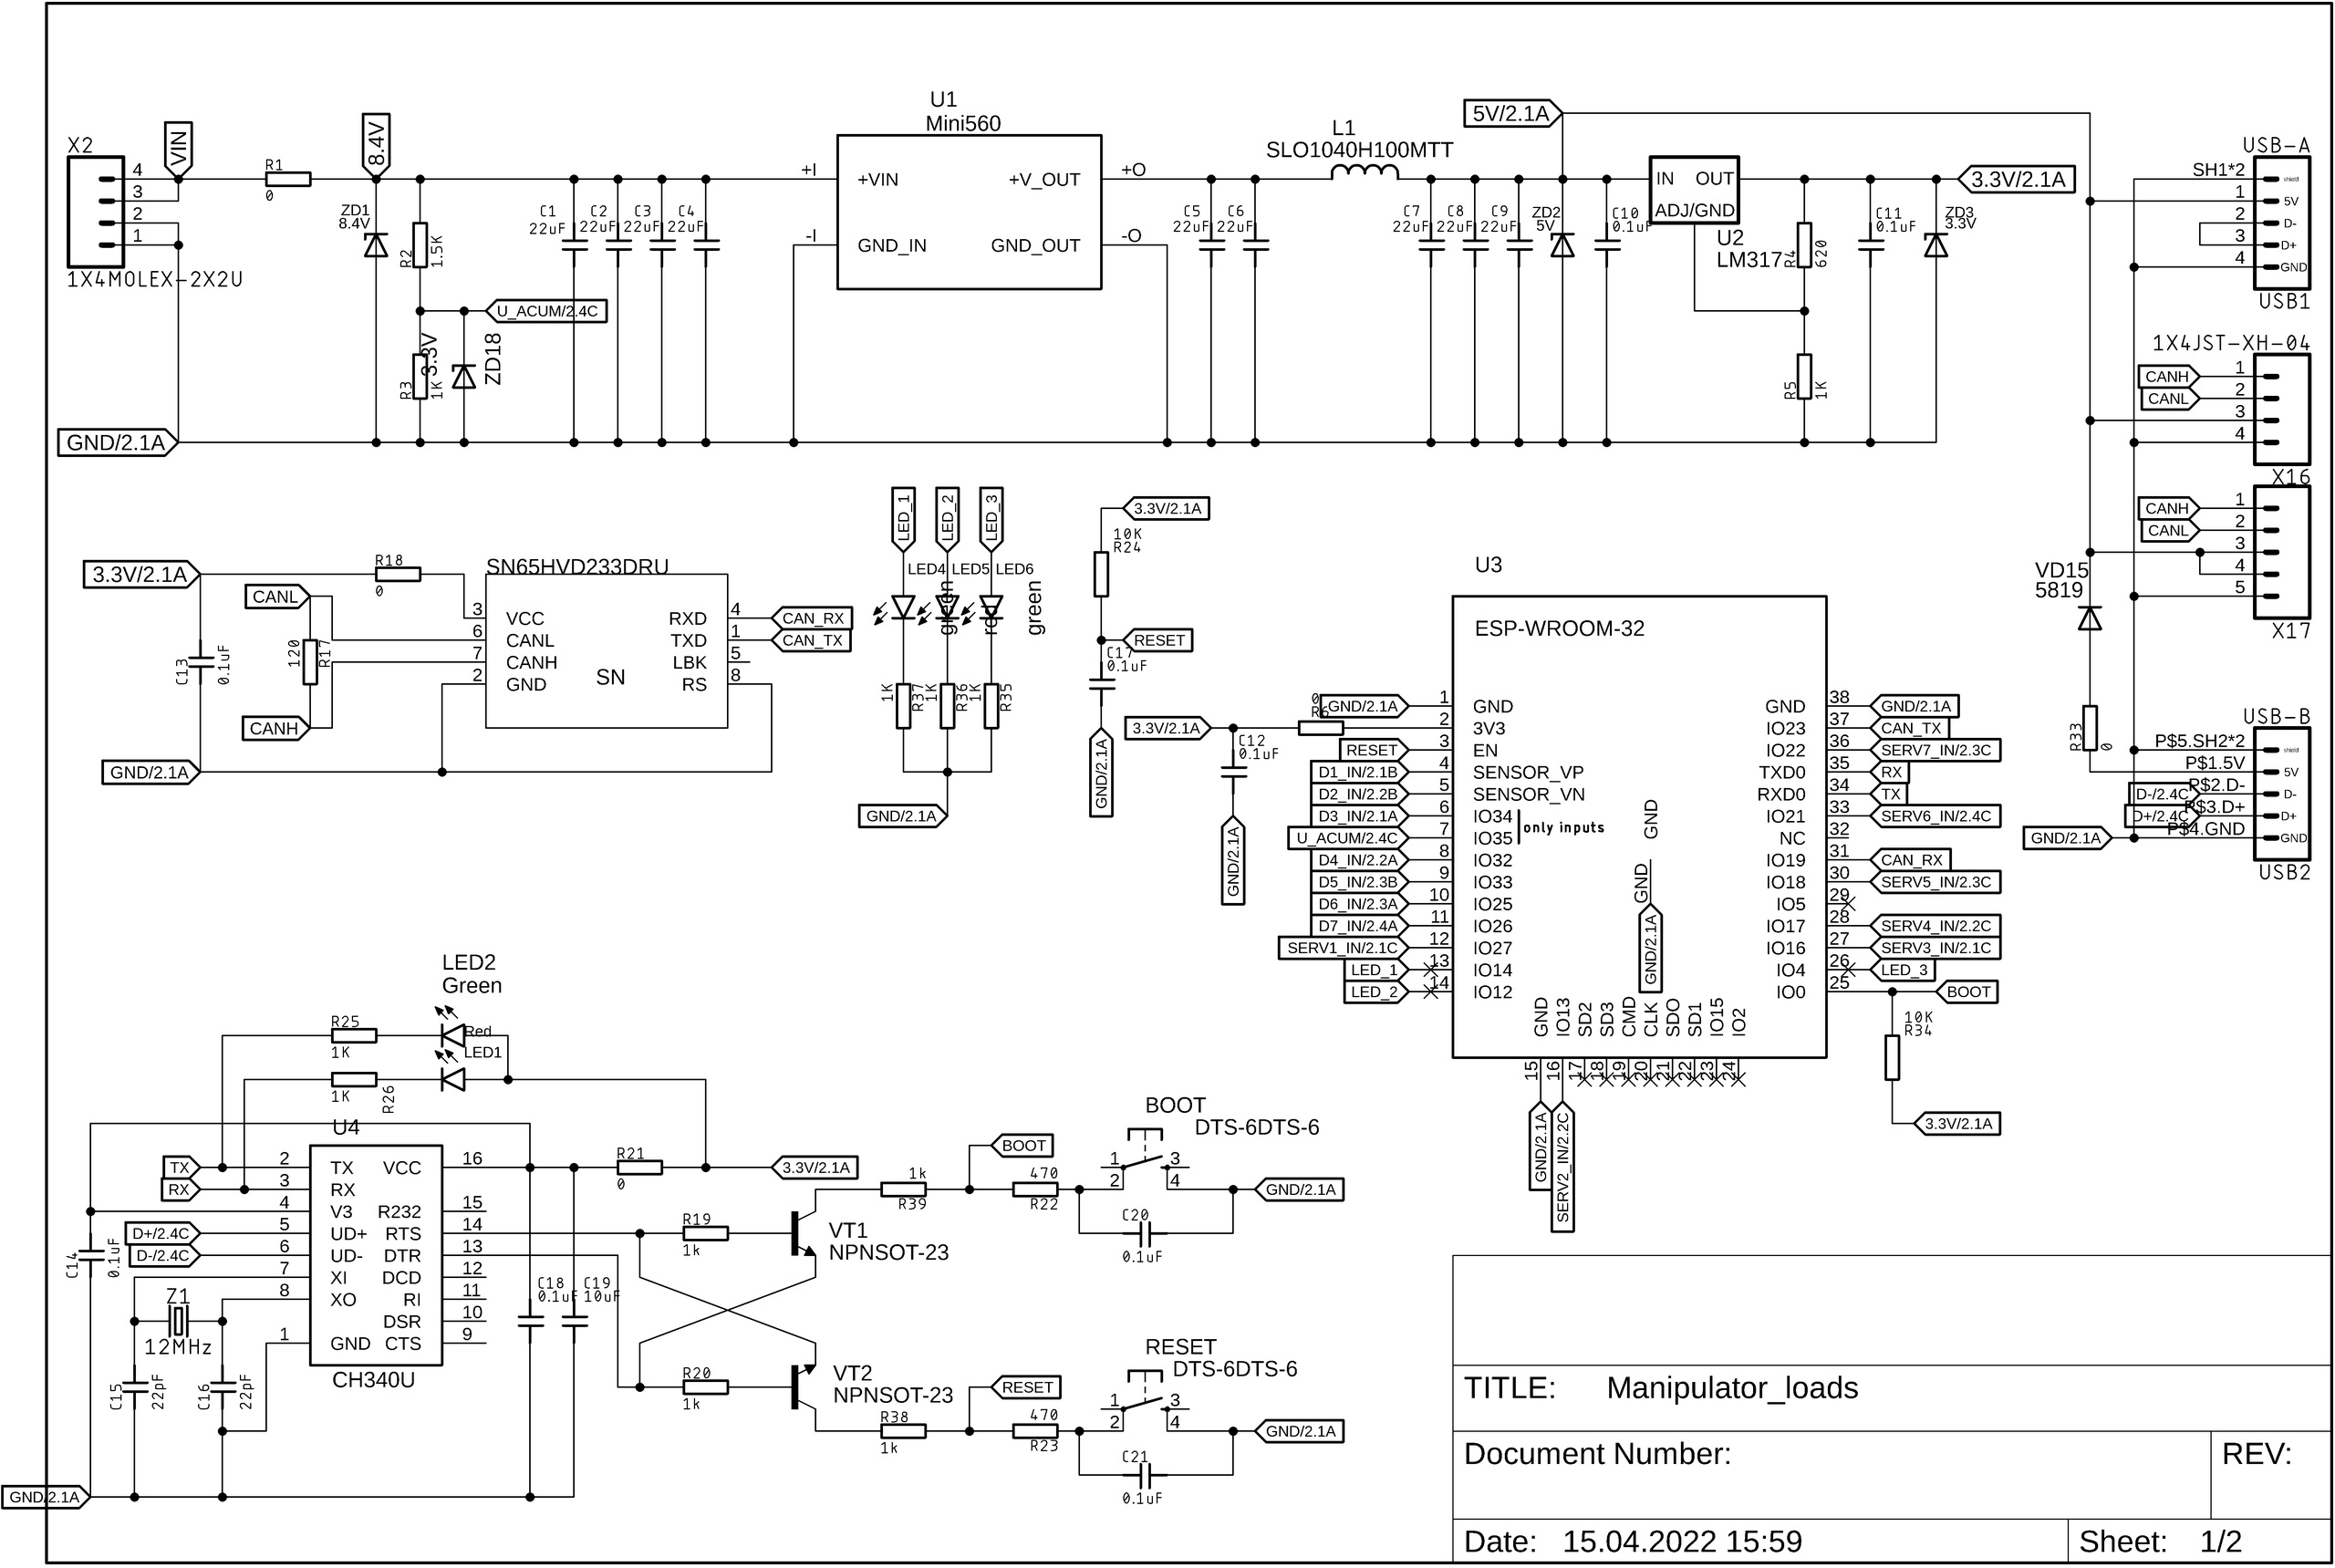 X2
4
3
2
1
1X4MOLEX-2X2U
VIN
R1
0
8.4V
ZD1
8.4V
R2
1.5K
U_ACUM/2.4C
R3
1K
3.3V
ZD18
C1
22uF
C2
22uF
C3
22uF
C4
22uF
GND/2.1A
U1
Mini560
+I
-I
+VIN
+V_OUT
GND_IN
GND_OUT
+O
-O
C5
22uF
C6
22uF
L1
SLO1040H100MTT
C7
22uF
C8
22uF
C9
22uF
5V/2.1A
ZD2
5V
C10
0.1uF
IN OUT
ADJ/GND
U2
LM317
R4
620
R5
1K
C11
0.1uF
ZD3
3.3V
3.3V/2.1A
USB-A
SH1*2
shield
1
5V
2
D-
3
D+
4
GND
USB1
1X4JST-XH-04
CANH
1
CANL
2
3
4
X16
CANH
1
CANL
2
3
4
5
X17
VD15
5819
R33
0
USB-B
P$5.SH2*2
shield
P$1.5V
5V
D-/2.4C
P$2.D-
D-
D+/2.4C
P$3.D+
D+
GND/2.1A
P$4.GND
GND
USB2
3.3V/2.1A
R18
0
CANL
120
R17
CANH
C13
0.1uF
GND/2.1A
SN65HVD233DRU
3
VCC
6
CANL
7
CANH
2
GND
SN
RXD
4
CAN_RX
TXD
1
CAN_TX
LBK
5
RS
8
LED_1
LED_2
LED_3
LED4
green
LED5
red
LED6
green
1K
R37
1K
R36
1K
R35
GND/2.1A
3.3V/2.1A
10K
R24
RESET
C17
0.1uF
GND/2.1A
3.3V/2.1A
C12
0.1uF
GND/2.1A
0
R6
U3
ESP-WROOM-32
GND/2.1A 1 GND
2 3V3
RESET 3 EN
D1_IN/2.1B 4 SENSOR_VP
D2_IN/2.2B 5 SENSOR_VN
D3_IN/2.1A 6 IO34
U_ACUM/2.4C 7 IO35
only inputs
D4_IN/2.2A 8 IO32
D5_IN/2.3B 9 IO33
D6_IN/2.3A 10 IO25
D7_IN/2.4A 11 IO26
SERV1_IN/2.1C 12 IO27
LED_1 13 IO14
LED_2 14 IO12
GND
GND
GND/2.1A
GND 38 GND/2.1A
IO23 37 CAN_TX
IO22 36 SERV7_IN/2.3C
TXD0 35 RX
RXD0 34 TX
IO21 33 SERV6_IN/2.4C
NC 32
IO19 31 CAN_RX
IO18 30 SERV5_IN/2.3C
IO5 29
IO17 28 SERV4_IN/2.2C
IO16 27 SERV3_IN/2.1C
IO4 26 LED_3
IO0 25 BOOT
GND IO13 SD2 SD3 CMD CLK SDO SD1 IO15 IO2
15 16 17 18 19 20 21 22 23 24
GND/2.1A
SERV2_IN/2.2C
10K
R34
3.3V/2.1A
LED2
Green
R25
1K
Red
LED1
1K
R26
U4
TX 2 TX
RX 3 RX
4 V3
D+/2.4C 5 UD+
D-/2.4C 6 UD-
7 XI
8 XO
1 GND
VCC 16
R232 15
RTS 14
DTR 13
DCD 12
RI 11
DSR 10
CTS 9
CH340U
C14
0.1uF
Z1
12MHz
C15
22pF
C16
22pF
GND/2.1A
R21
0
3.3V/2.1A
C18
0.1uF
C19
10uF
R19
1k
VT1
NPNSOT-23
1k
R39
BOOT
470
R22
BOOT
DTS-6DTS-6
1
2
3
4
C20
0.1uF
GND/2.1A
R20
1k
VT2
NPNSOT-23
R38
1k
RESET
470
R23
RESET
DTS-6DTS-6
1
2
3
4
C21
0.1uF
GND/2.1A
TITLE: Manipulator_loads
Document Number:
REV:
Date: 15.04.2022 15:59
Sheet: 1/2